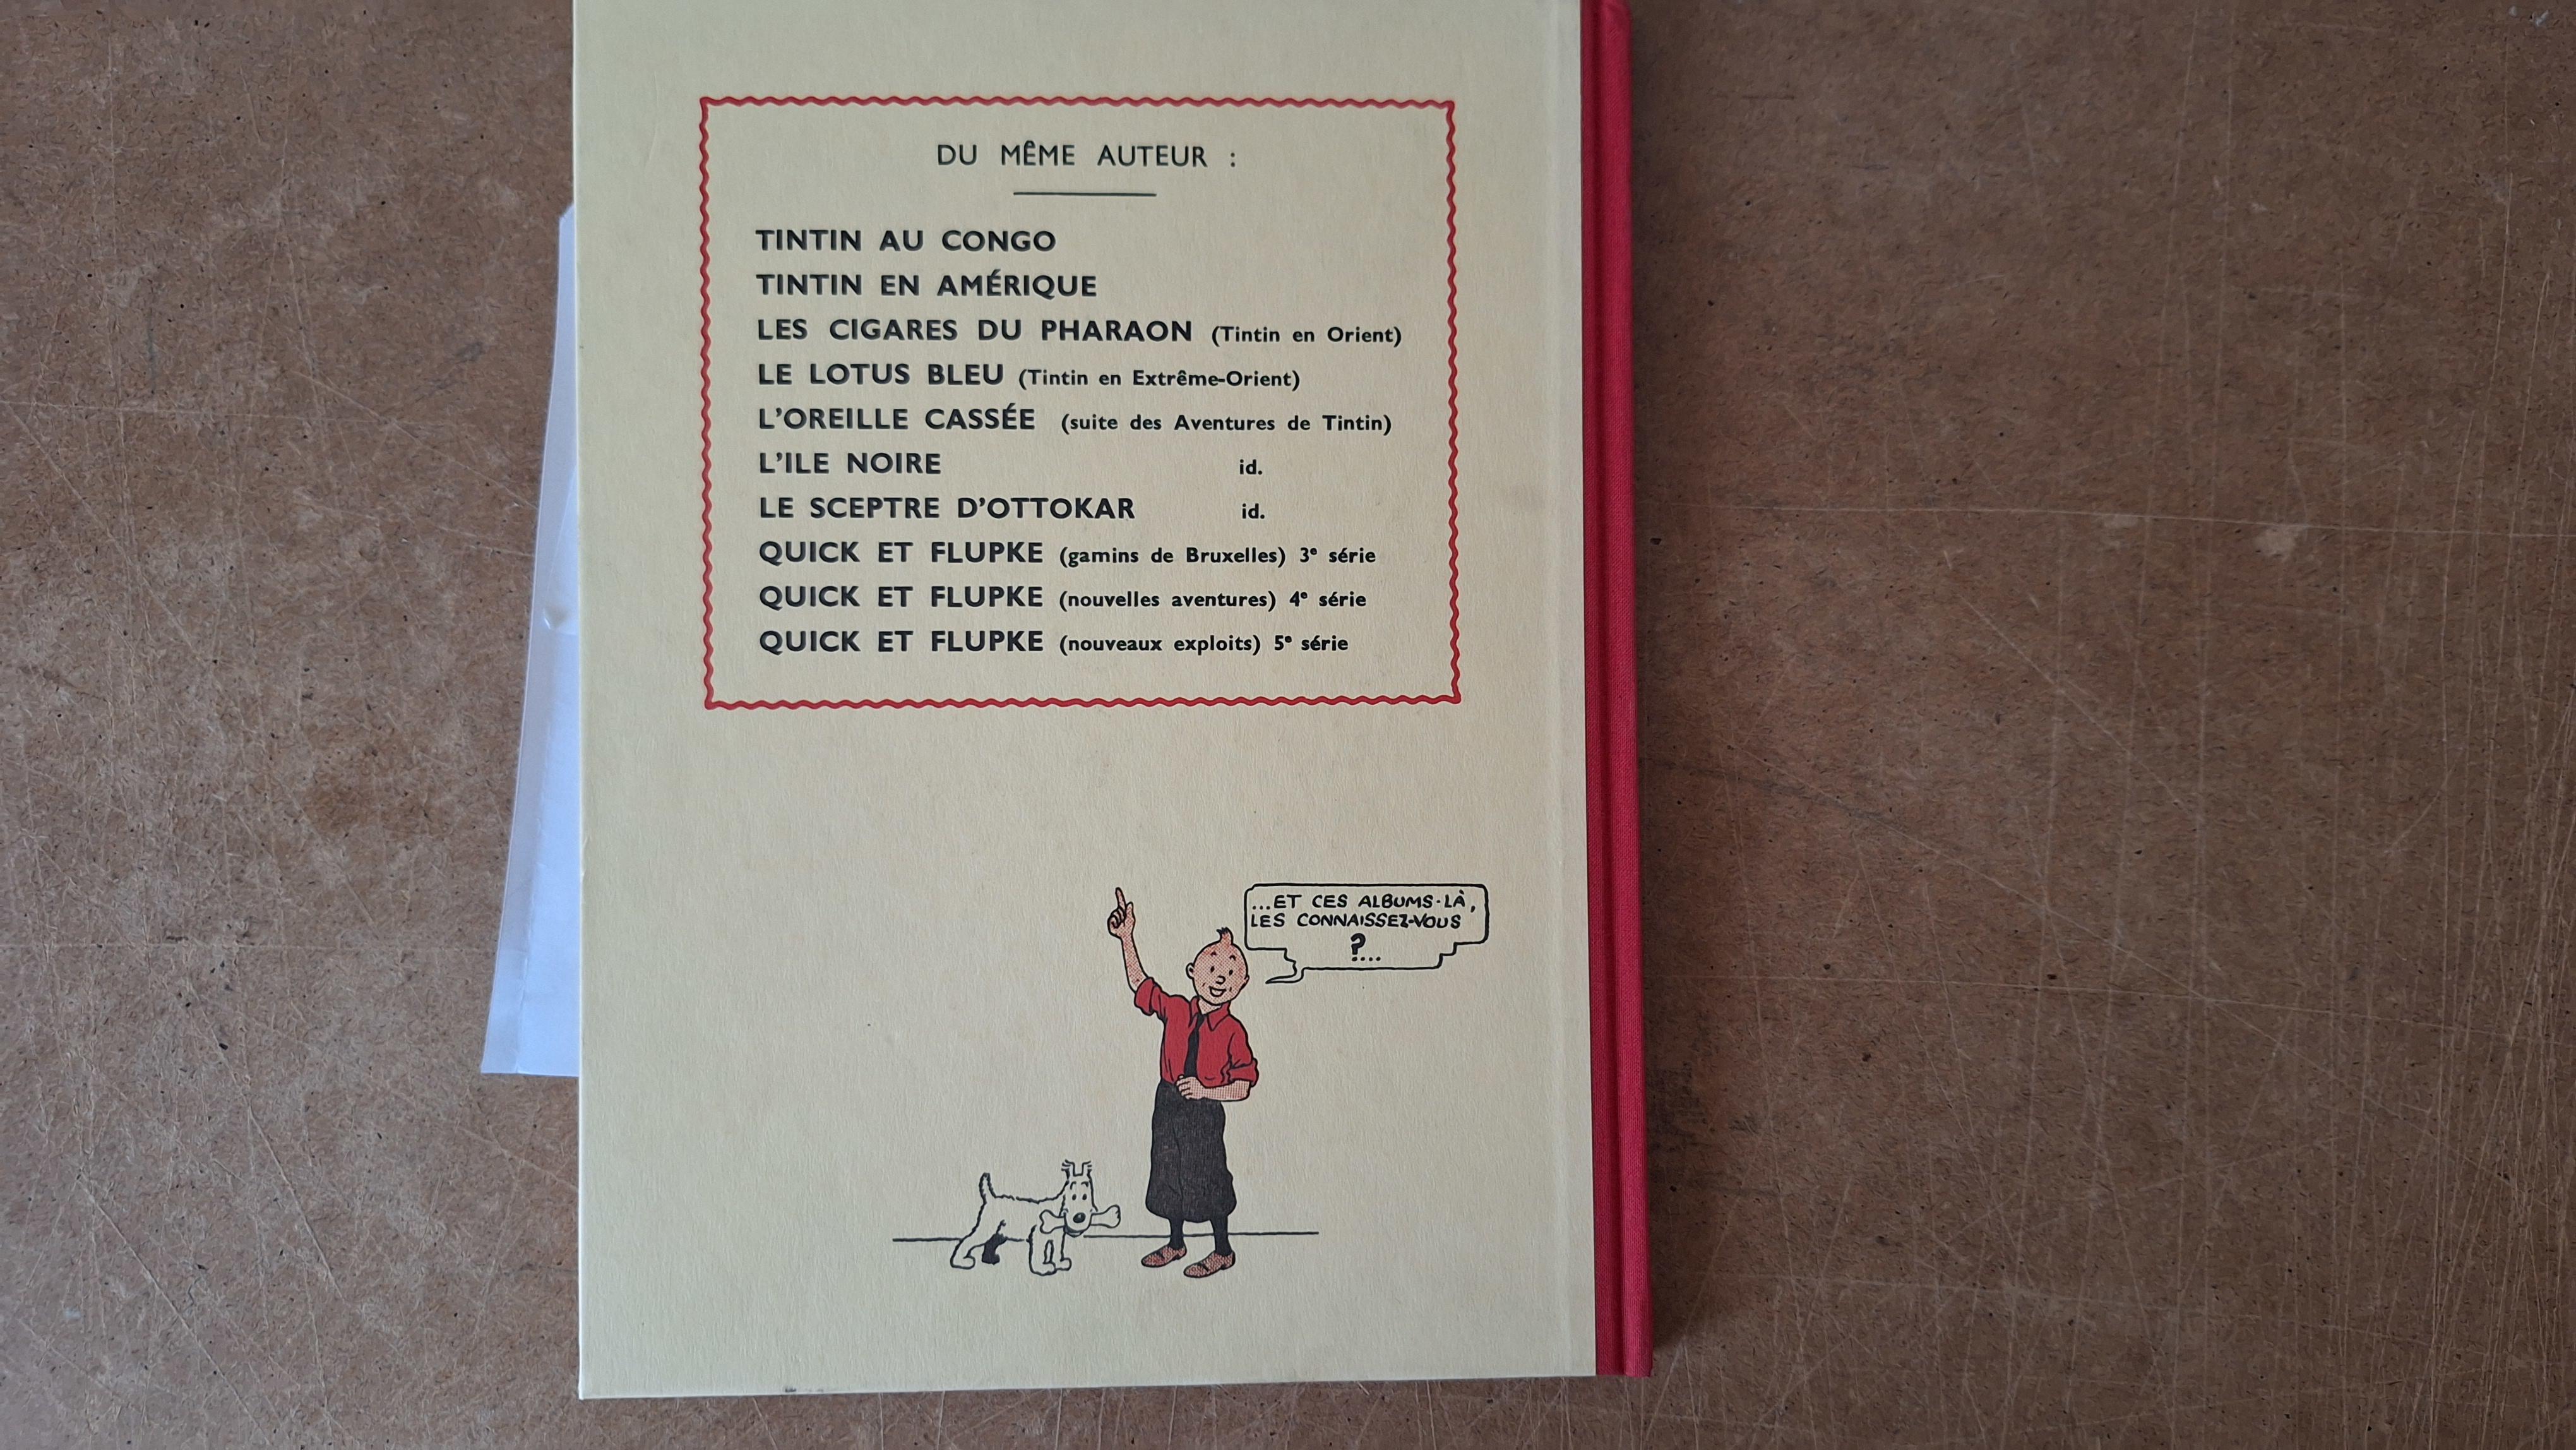 DU MÊME AUTEUR :
TINTIN AU CONGO
TINTIN EN AMÉRIQUE
LES CIGARES DU PHARAON (Tintin en Orient)
LE LOTUS BLEU (Tintin en Extrême-Orient)
L'OREILLE CASSÉE (suite des Aventures de Tintin)
L'ILE NOIRE id.
LE SCEPTRE D'OTTOKAR id.
QUICK ET FLUPKE (gamins de Bruxelles) 3e série
QUICK ET FLUPKE (nouvelles aventures) 4e série
QUICK ET FLUPKE (nouveaux exploits) 5e série
...ET CES ALBUMS-LÀ,
LES CONNAISSEZ-VOUS
?...